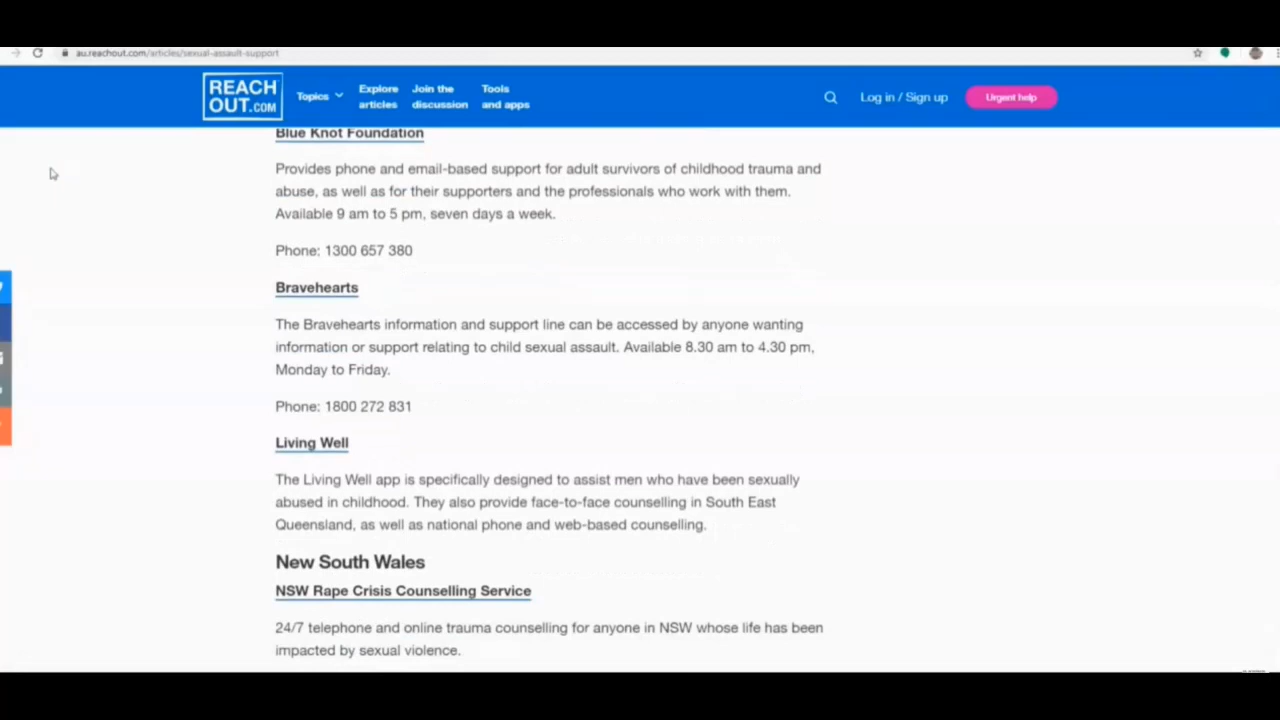 au.reachout.com/articles/sexual-assault-support
REACH
OUT.COM
Topics
Explore
articles
Join the
discussion
Tools
and apps
Log in / Sign up
Urgent help
Blue Knot Foundation
Provides phone and email-based support for adult survivors of childhood trauma and
abuse, as well as for their supporters and the professionals who work with them.
Available 9 am to 5 pm, seven days a week.
Phone: 1300 657 380
Bravehearts
The Bravehearts information and support line can be accessed by anyone wanting
information or support relating to child sexual assault. Available 8.30 am to 4.30 pm,
Monday to Friday.
Phone: 1800 272 831
Living Well
The Living Well app is specifically designed to assist men who have been sexually
abused in childhood. They also provide face-to-face counselling in South East
Queensland, as well as national phone and web-based counselling.
New South Wales
NSW Rape Crisis Counselling Service
24/7 telephone and online trauma counselling for anyone in NSW whose life has been
impacted by sexual violence.